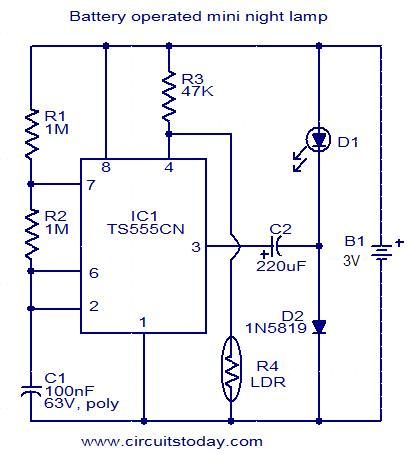 Battery operated mini night lamp
R3
47K
R1
1M
D1
8
4
7
IC1
TS555CN
R2
1M
3
C2
+
220uF
B1
+
3V
6
2
D2
1N5819
1
R4
LDR
C1
100nF
63V, poly
www.circuitstoday.com